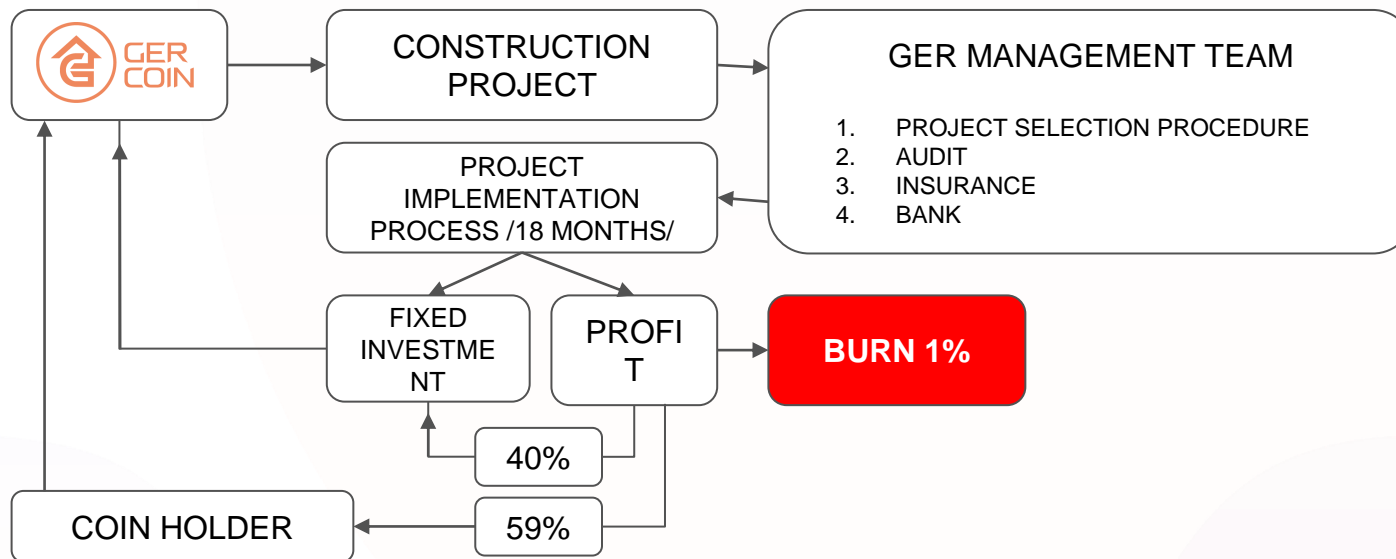 GER
COIN
CONSTRUCTION
PROJECT
GER MANAGEMENT TEAM
1. PROJECT SELECTION PROCEDURE
2. AUDIT
3. INSURANCE
4. BANK
PROJECT
IMPLEMENTATION
PROCESS /18 MONTHS/
FIXED
INVESTME
NT
PROFI
T
BURN 1%
40%
COIN HOLDER
59%